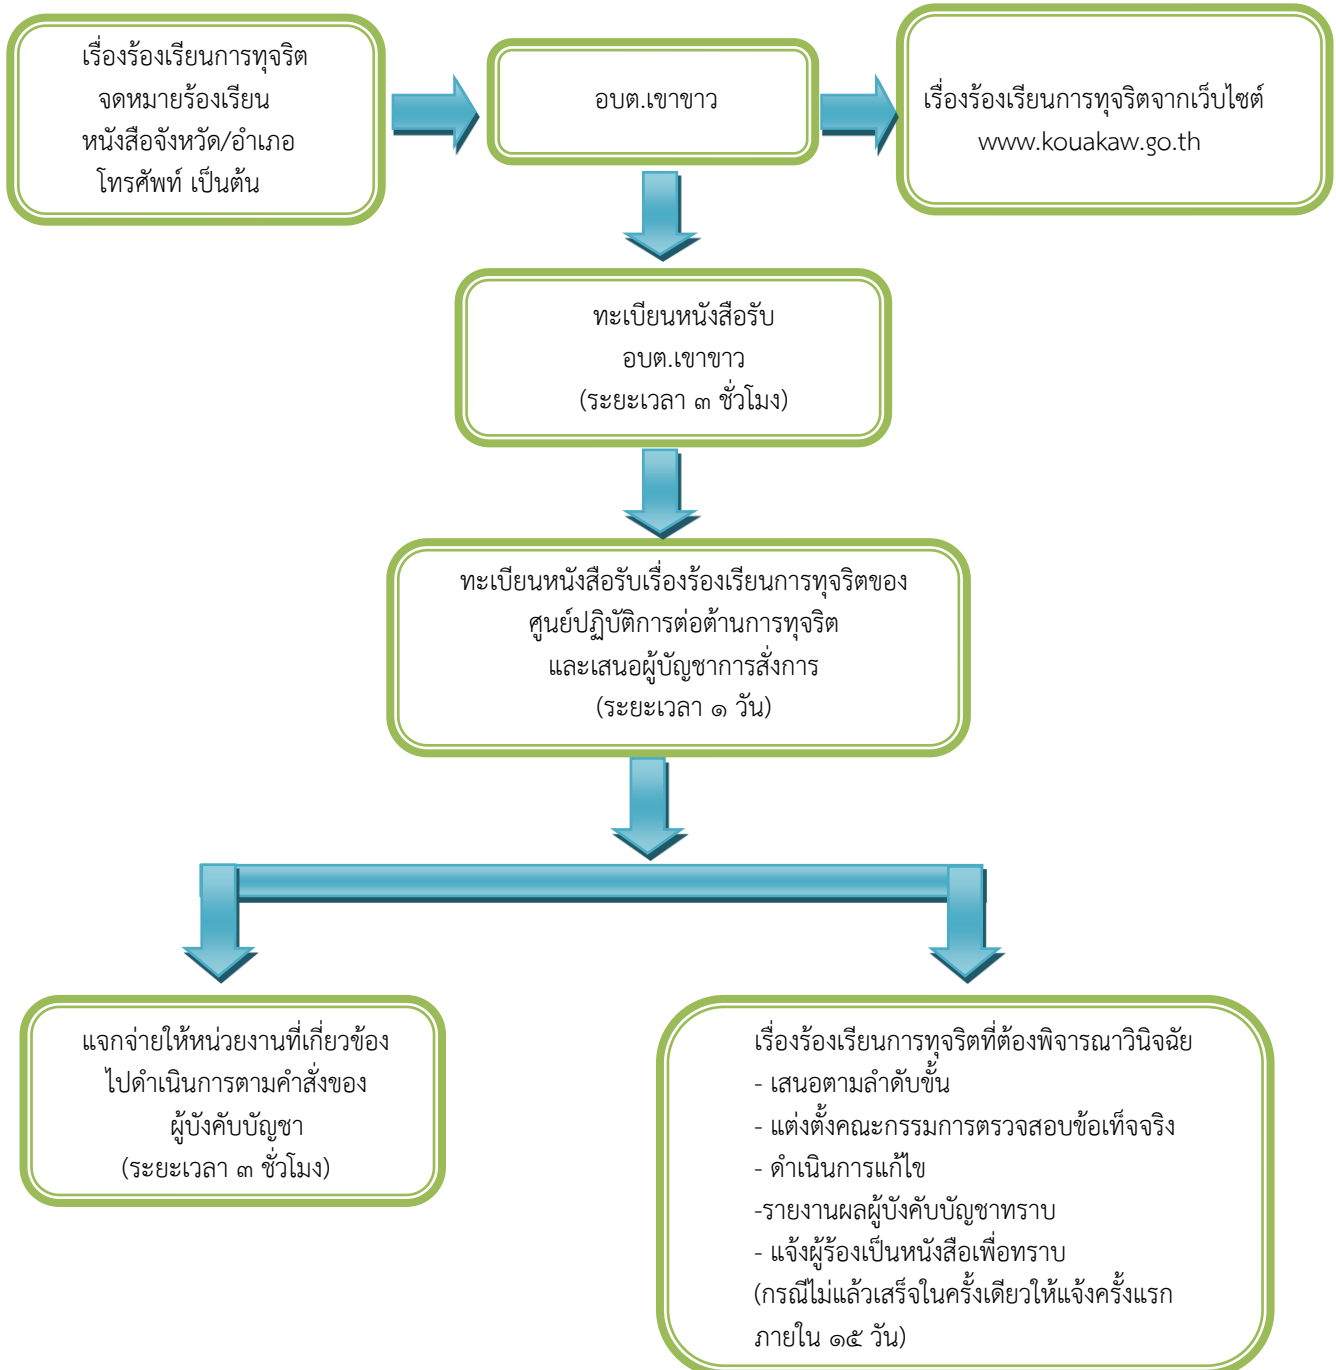 เรื่องร้องเรียนการทุจริต
จดหมายร้องเรียน
หนังสือจังหวัด/อำเภอ
โทรศัพท์ เป็นต้น
อบต.เขาขาว
เรื่องร้องเรียนการทุจริตจากเว็บไซต์
www.kouakaw.go.th
ทะเบียนหนังสือรับ
อบต.เขาขาว
(ระยะเวลา ๓ ชั่วโมง)
ทะเบียนหนังสือรับเรื่องร้องเรียนการทุจริตของ
ศูนย์ปฏิบัติการต่อต้านการทุจริต
และเสนอผู้บัญชาการสั่งการ
(ระยะเวลา ๑ วัน)
แจกจ่ายให้หน่วยงานที่เกี่ยวข้อง
ไปดำเนินการตามคำสั่งของ
ผู้บังคับบัญชา
(ระยะเวลา ๓ ชั่วโมง)
เรื่องร้องเรียนการทุจริตที่ต้องพิจารณาวินิจฉัย
- เสนอตามลำดับขั้น
- แต่งตั้งคณะกรรมการตรวจสอบข้อเท็จจริง
- ดำเนินการแก้ไข
-รายงานผลผู้บังคับบัญชาทราบ
- แจ้งผู้ร้องเป็นหนังสือเพื่อทราบ
(กรณีไม่แล้วเสร็จในครั้งเดียวให้แจ้งครั้งแรก
ภายใน ๑๕ วัน)